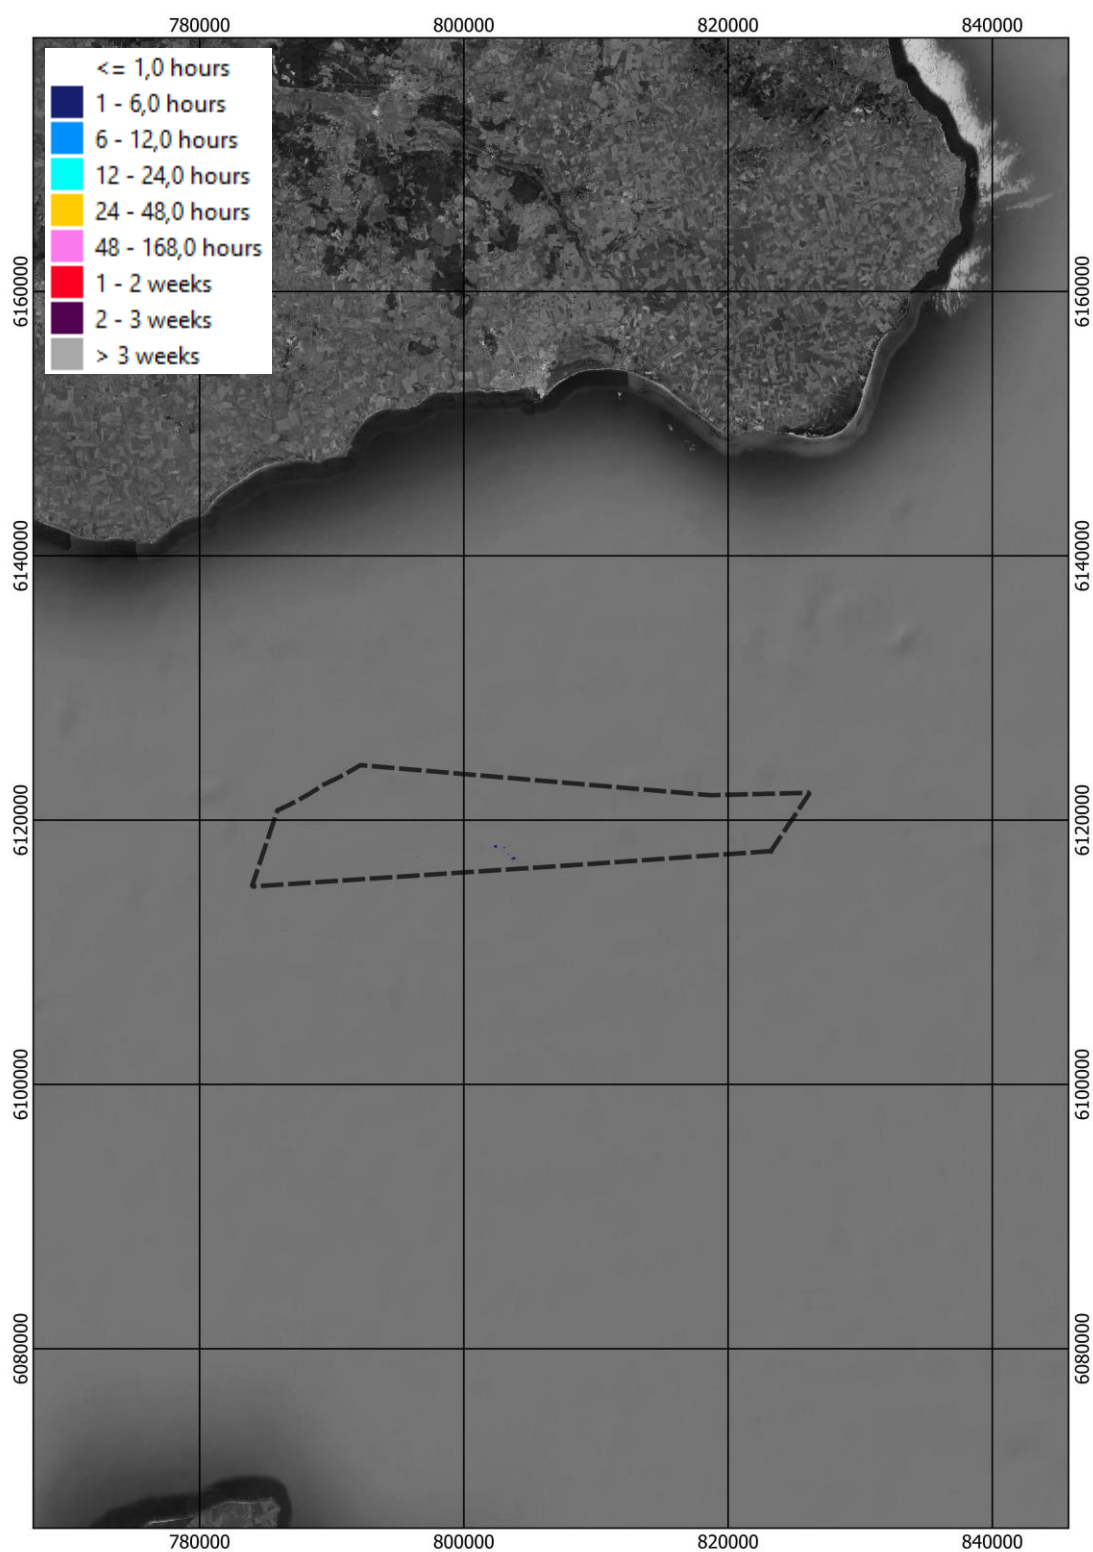 780000 800000 820000 840000
<= 1,0 hours
1 - 6,0 hours
6 - 12,0 hours
12 - 24,0 hours
24 - 48,0 hours
48 - 168,0 hours
1 - 2 weeks
2 - 3 weeks
> 3 weeks
6160000 6160000
6140000 6140000
6120000 6120000
6100000 6100000
6080000 6080000
780000 800000 820000 840000